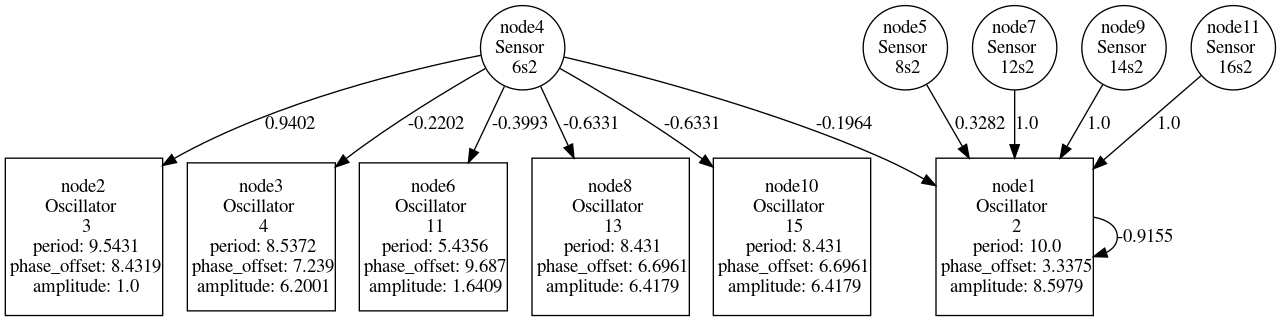 node4
Sensor
6s2
node5
Sensor
8s2
node7
Sensor
12s2
node9
Sensor
14s2
node11
Sensor
16s2
0.9402
-0.2202
-0.3993
-0.6331
-0.6331
-0.1964
0.3282
1.0
1.0
1.0
node2
Oscillator
3
period: 9.5431
phase_offset: 8.4319
amplitude: 1.0
node3
Oscillator
4
period: 8.5372
phase_offset: 7.239
amplitude: 6.2001
node6
Oscillator
11
period: 5.4356
phase_offset: 9.687
amplitude: 1.6409
node8
Oscillator
13
period: 8.431
phase_offset: 6.6961
amplitude: 6.4179
node10
Oscillator
15
period: 8.431
phase_offset: 6.6961
amplitude: 6.4179
node1
Oscillator
2
period: 10.0
phase_offset: 3.3375
amplitude: 8.5979
-0.9155